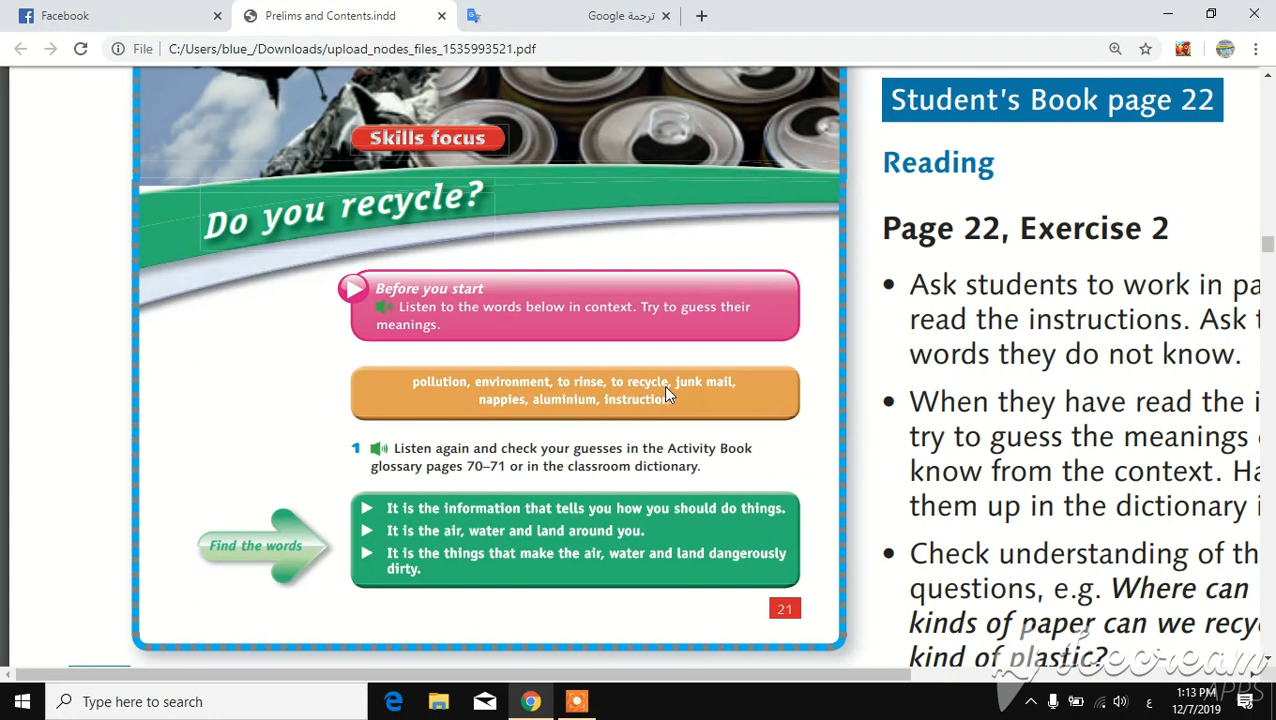 Facebook
Prelims and Contents.indd
ترجمة Google
File
C:/Users/blue_/Downloads/upload_nodes_files_1535993521.pdf
Skills focus
Do you recycle?
Before you start
Listen to the words below in context. Try to guess their
meanings.
pollution, environment, to rinse, to recycle, junk mail,
nappies, aluminium,
1 Listen again and check your guesses in the Activity Book
glossary pages 70–71 or in the classroom dictionary.
Find the words
It is the information that tells you how you should do things.
It is the air, water and land around you.
It is the things that make the air, water and land dangerously
dirty.
21
Student's Book page 22
Reading
Page 22, Exercise 2
• Ask students to work in pa
read the instructions. Ask
words they do not know.
• When they have read the i
try to guess the meanings
know from the context. Ha
them up in the dictionary i
• Check understanding of th
questions, e.g. Where can
kinds of paper can we recy
kind of plastic?
Icecream
APPS
Type here to search
ع
1:13 PM
12/7/2019